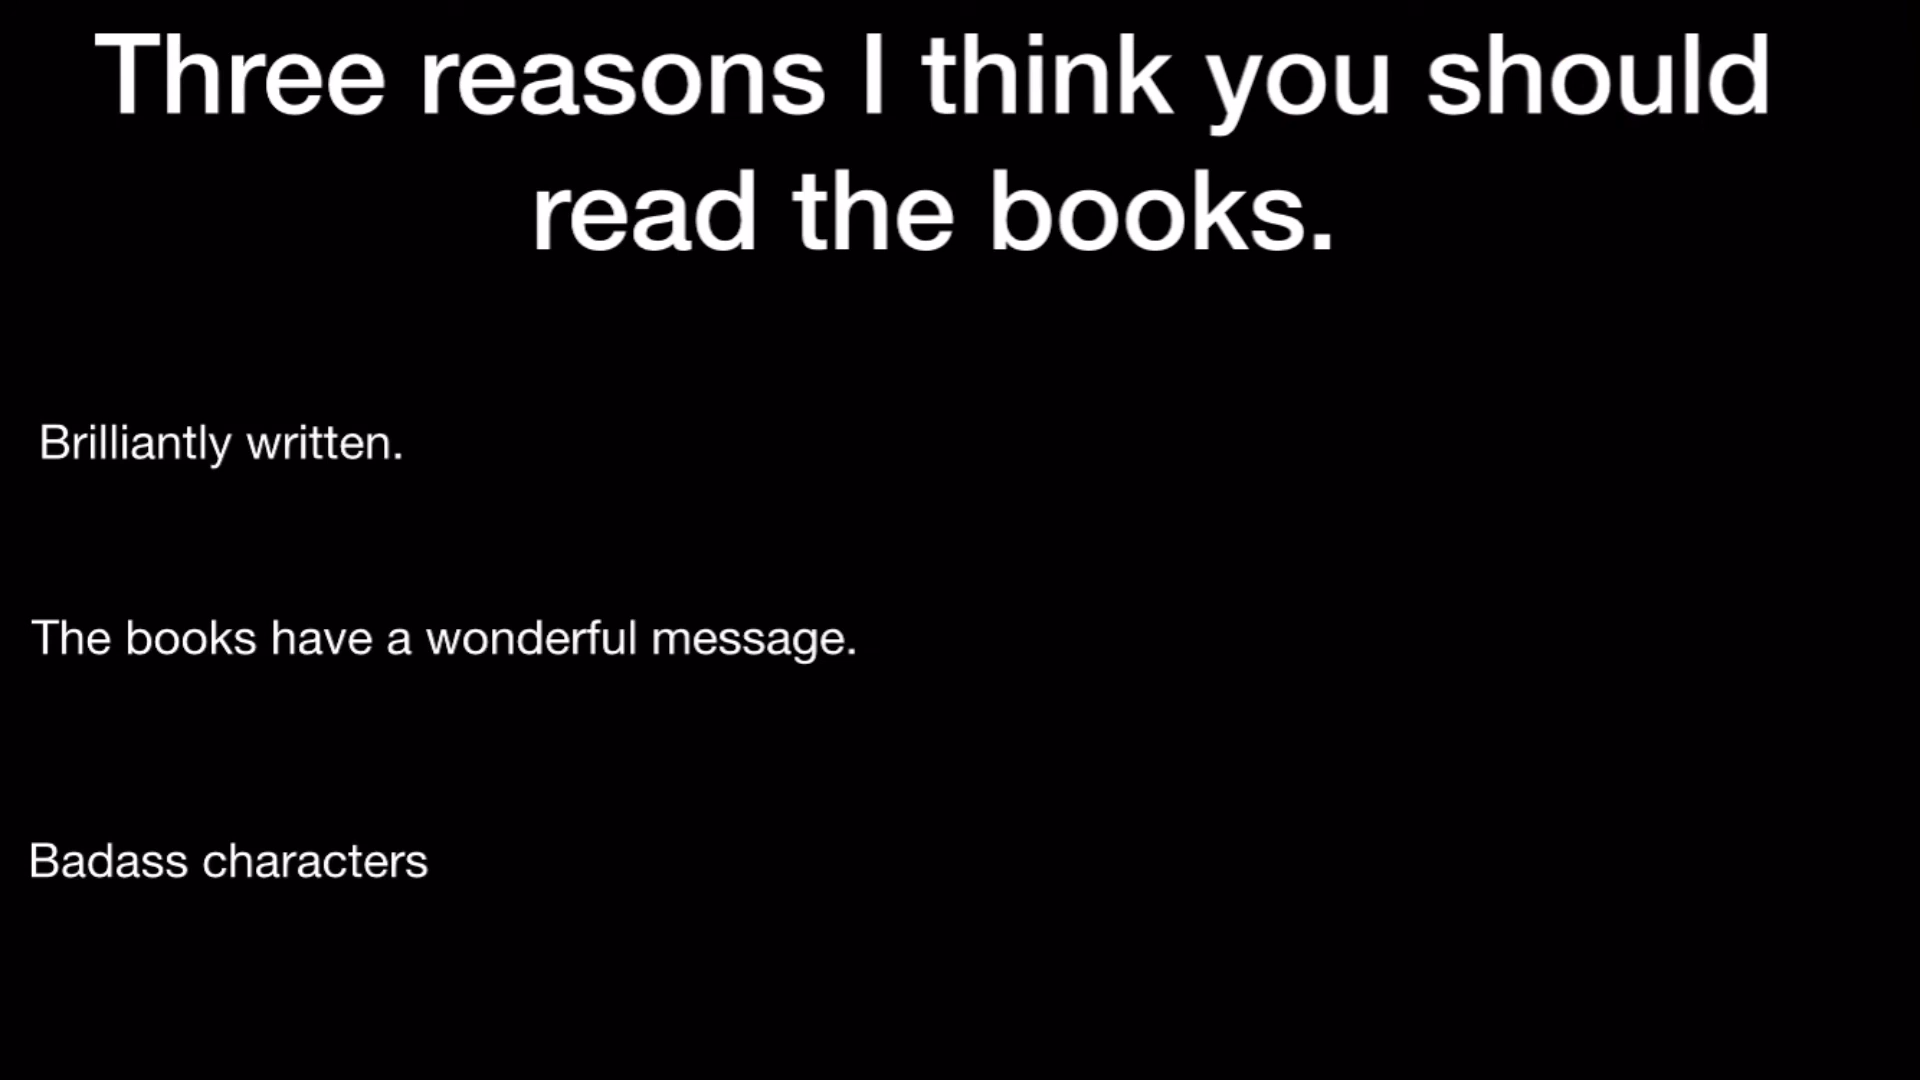 Three reasons I think you should
read the books.
Brilliantly written.
The books have a wonderful message.
Badass characters